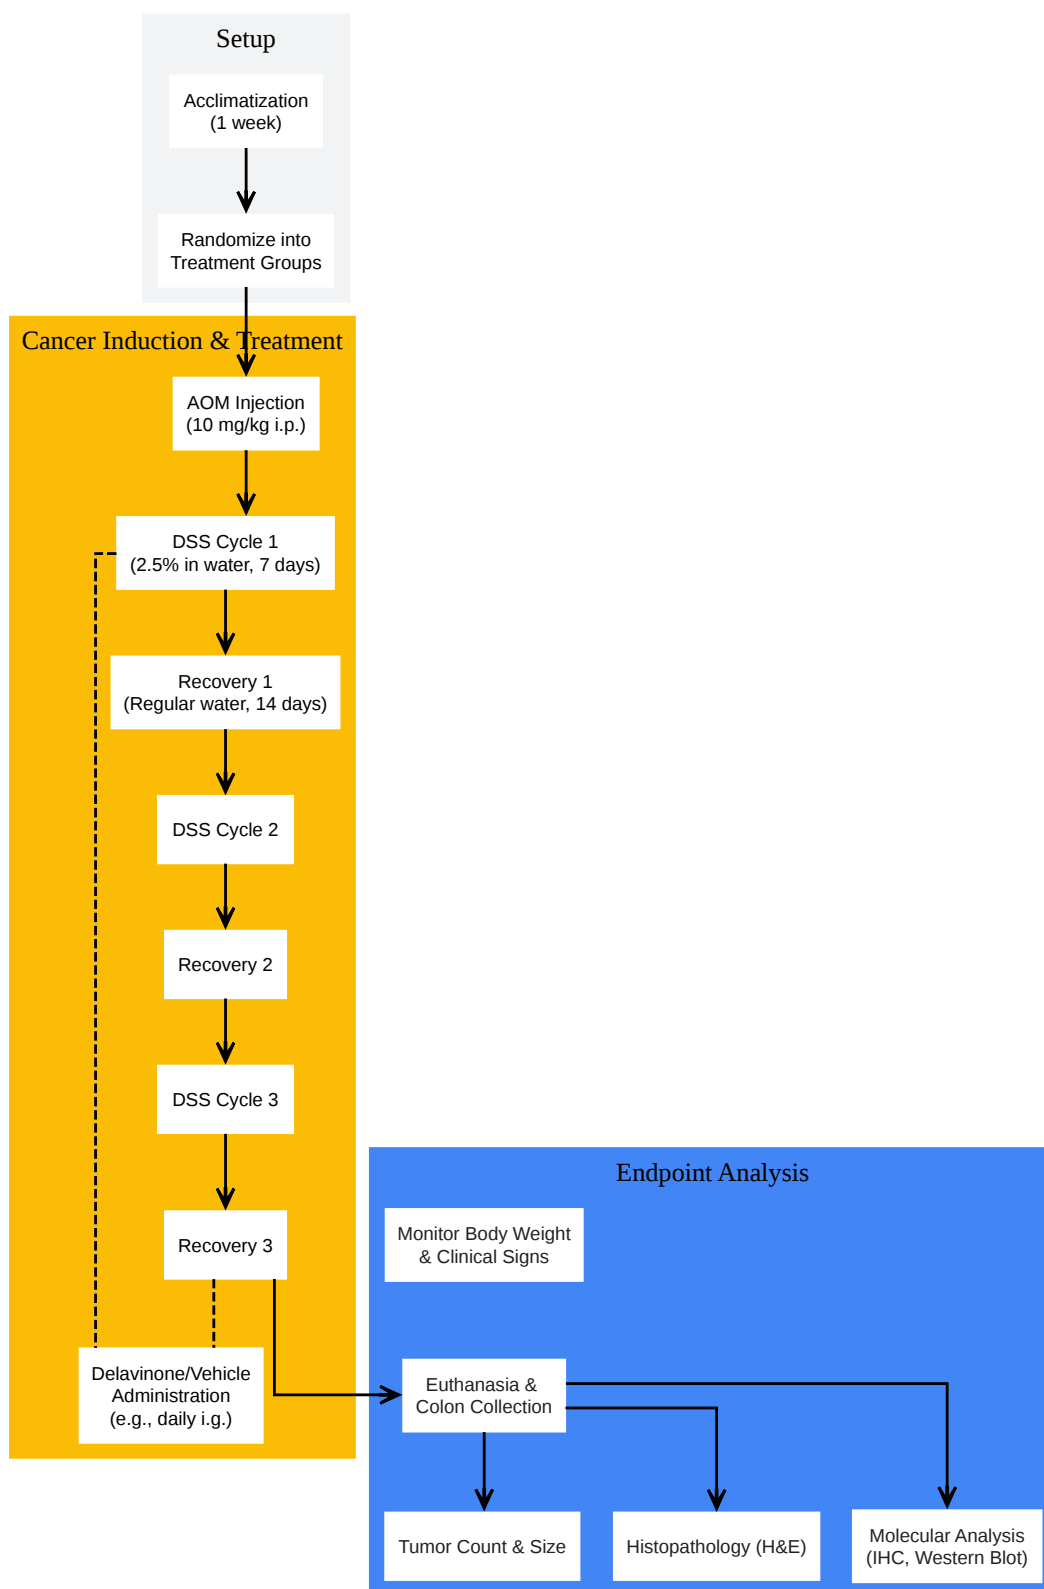 Setup
Acclimatization
(1 week)
Randomize into
Treatment Groups
Cancer Induction & Treatment
AOM Injection
(10 mg/kg i.p.)
DSS Cycle 1
(2.5% in water, 7 days)
Recovery 1
(Regular water, 14 days)
DSS Cycle 2
Recovery 2
DSS Cycle 3
Recovery 3
Delavinone/Vehicle
Administration
(e.g., daily i.g.)
Endpoint Analysis
Monitor Body Weight
& Clinical Signs
Euthanasia &
Colon Collection
Tumor Count & Size
Histopathology (H&E)
Molecular Analysis
(IHC, Western Blot)